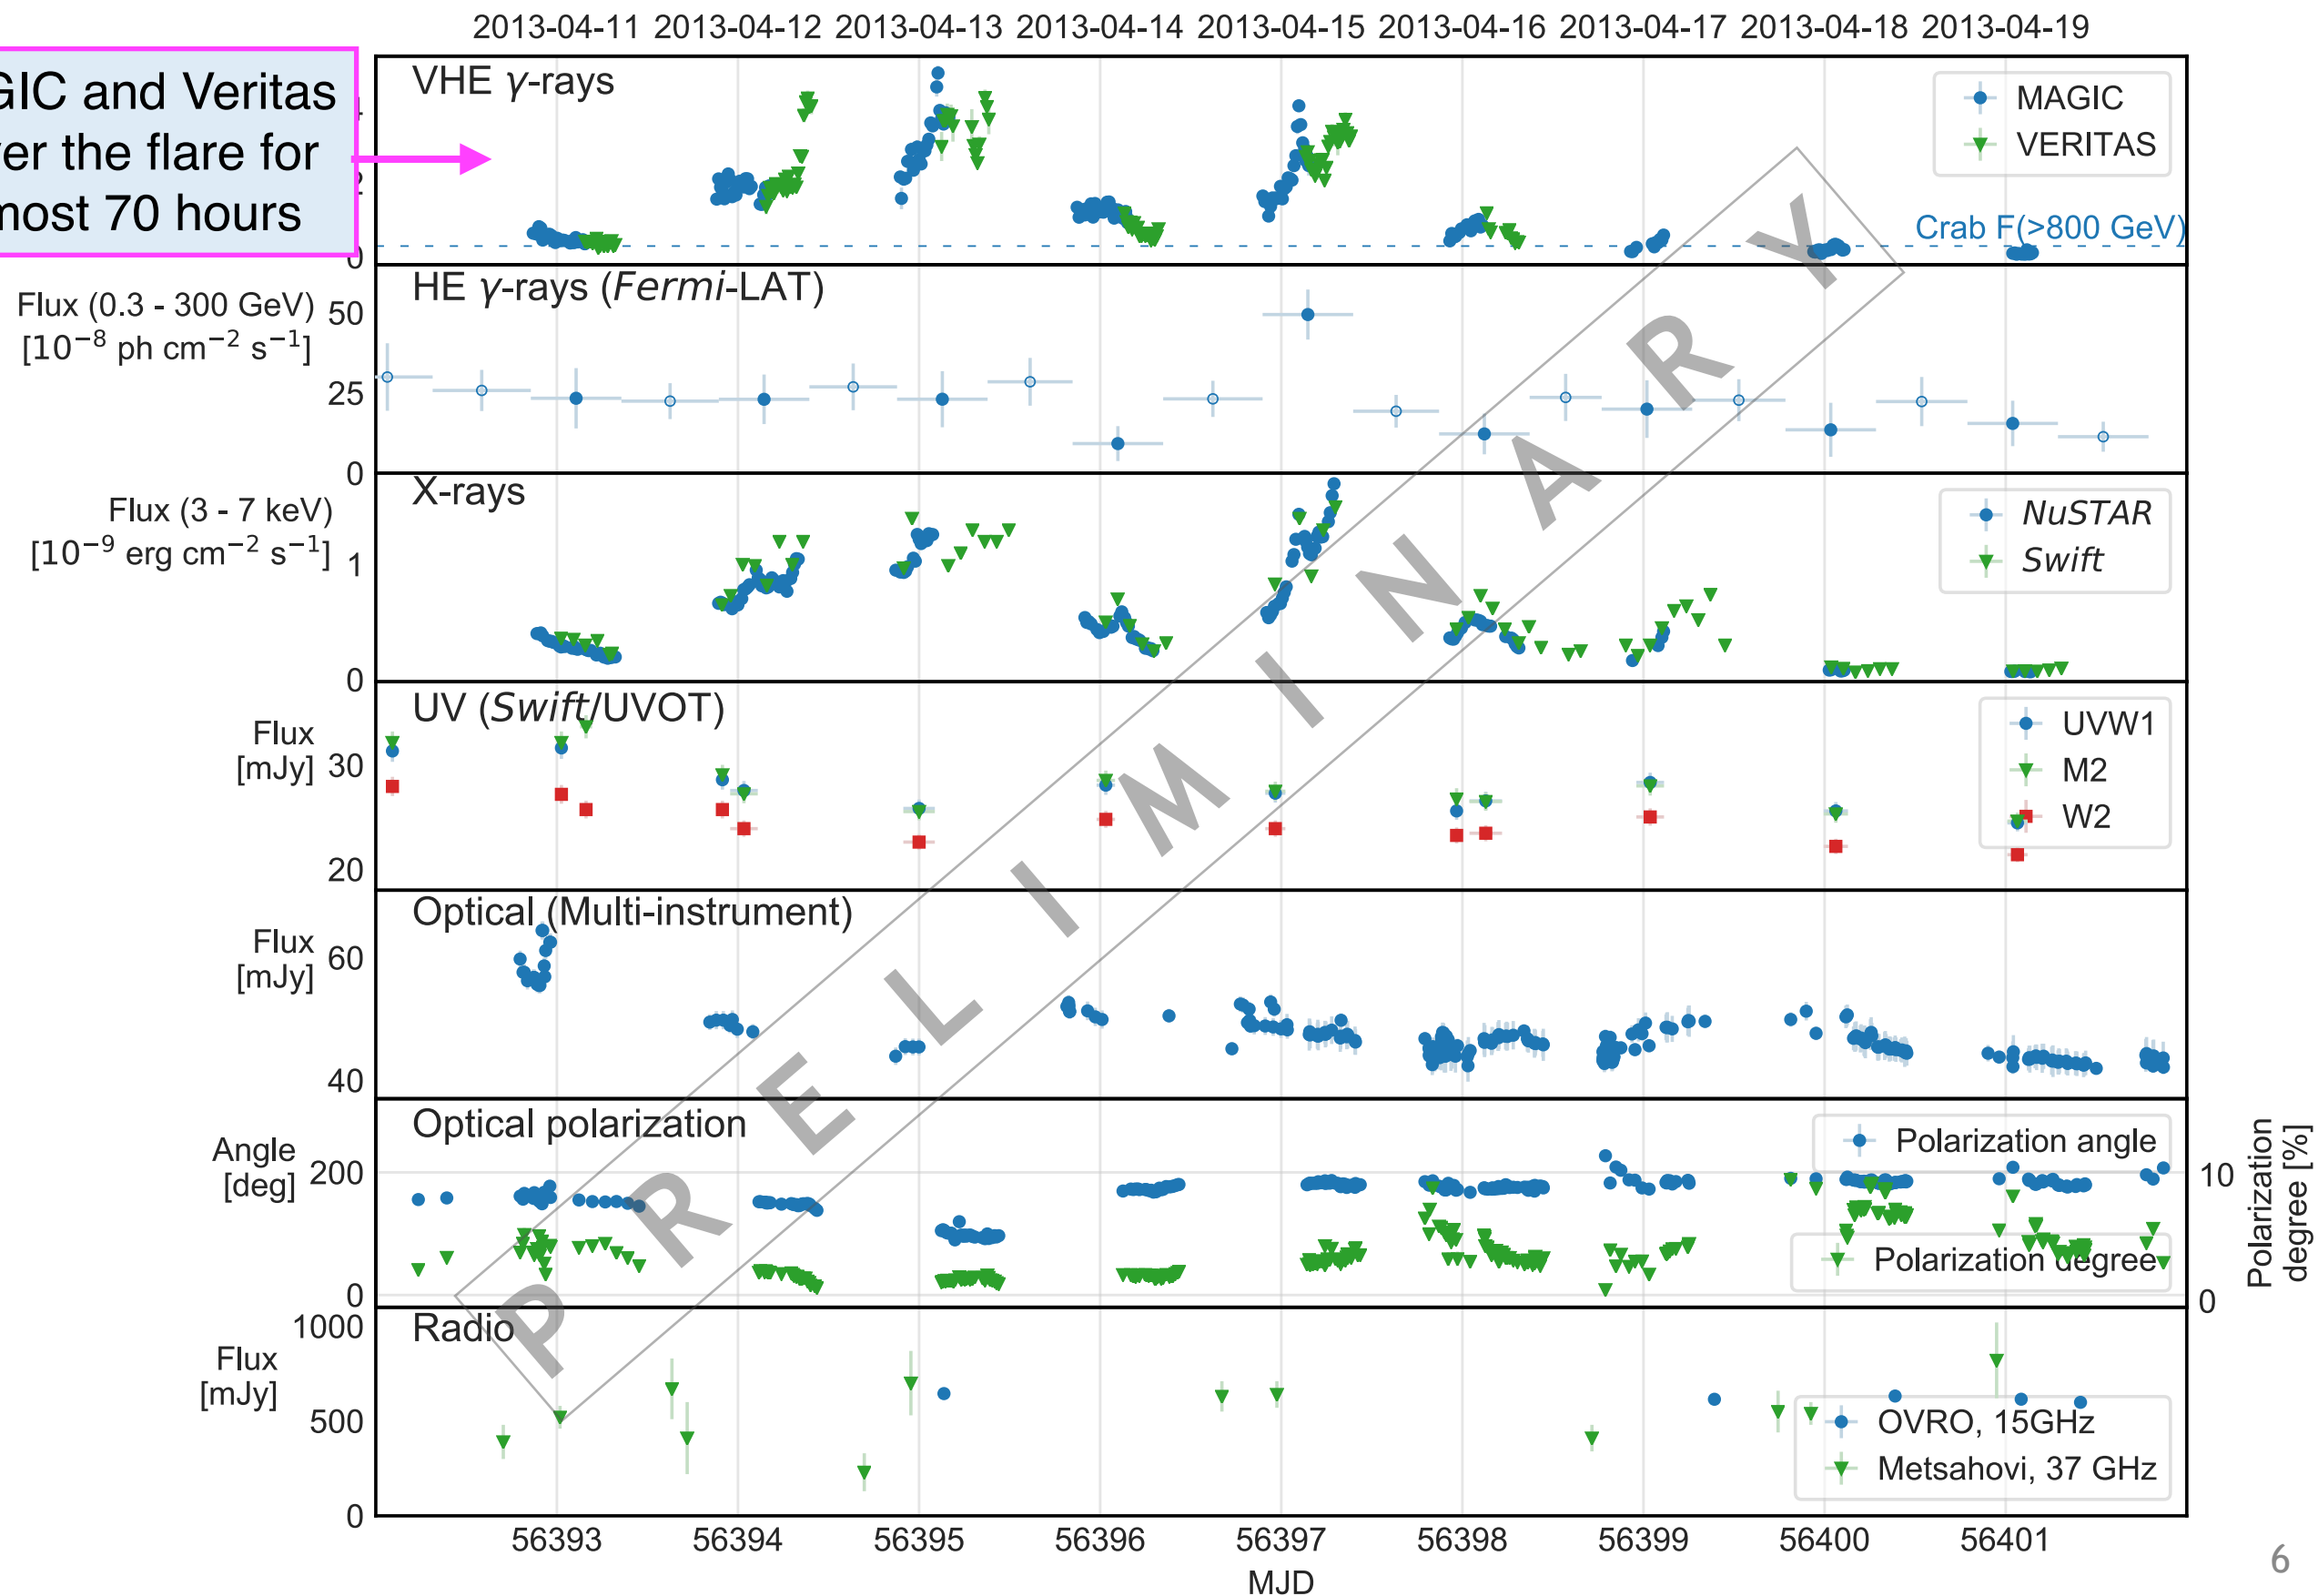 2013-04-11 2013-04-12 2013-04-13 2013-04-14 2013-04-15 2013-04-16 2013-04-17 2013-04-18 2013-04-19
GIC and Veritas
er the flare for
most 70 hours
VHE γ-rays
MAGIC
VERITAS
Crab F(>800 GeV)
2
0
HE γ-rays (Fermi-LAT)
Flux (0.3 - 300 GeV)
[10⁻⁸ ph cm⁻² s⁻¹]
50
25
0
X-rays
Flux (3 - 7 keV)
[10⁻⁹ erg cm⁻² s⁻¹]
1
0
NuSTAR
Swift
UV (Swift/UVOT)
Flux
[mJy]
30
20
UVW1
M2
W2
Optical (Multi-instrument)
Flux
[mJy]
60
40
Optical polarization
Angle
[deg]
200
0
Polarization angle
Polarization degree
10
0
Polarization
degree [%]
Radio
Flux
[mJy]
1000
500
0
OVRO, 15GHz
Metsahovi, 37 GHz
56393 56394 56395 56396 56397 56398 56399 56400 56401
MJD
PRELIMINARY
6